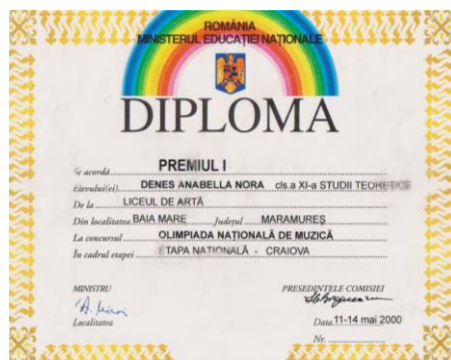 ROMÂNIA
MINISTERUL EDUCAȚIEI NAȚIONALE
DIPLOMA
Se acordă PREMIUL I
Elevului(ei) DENES ANABELLA NORA cls.a XI-a STUDII TEORETICE
De la LICEUL DE ARTĂ
Din localitatea BAIA MARE Județul MARAMUREȘ
La concursul OLIMPIADA NAȚIONALĂ DE MUZICĂ
În cadrul etapei ETAPA NAȚIONALĂ - CRAIOVA
MINISTRU PREȘEDINTELE COMISIEI
Localitatea Data 11-14 mai 2000
Nr.